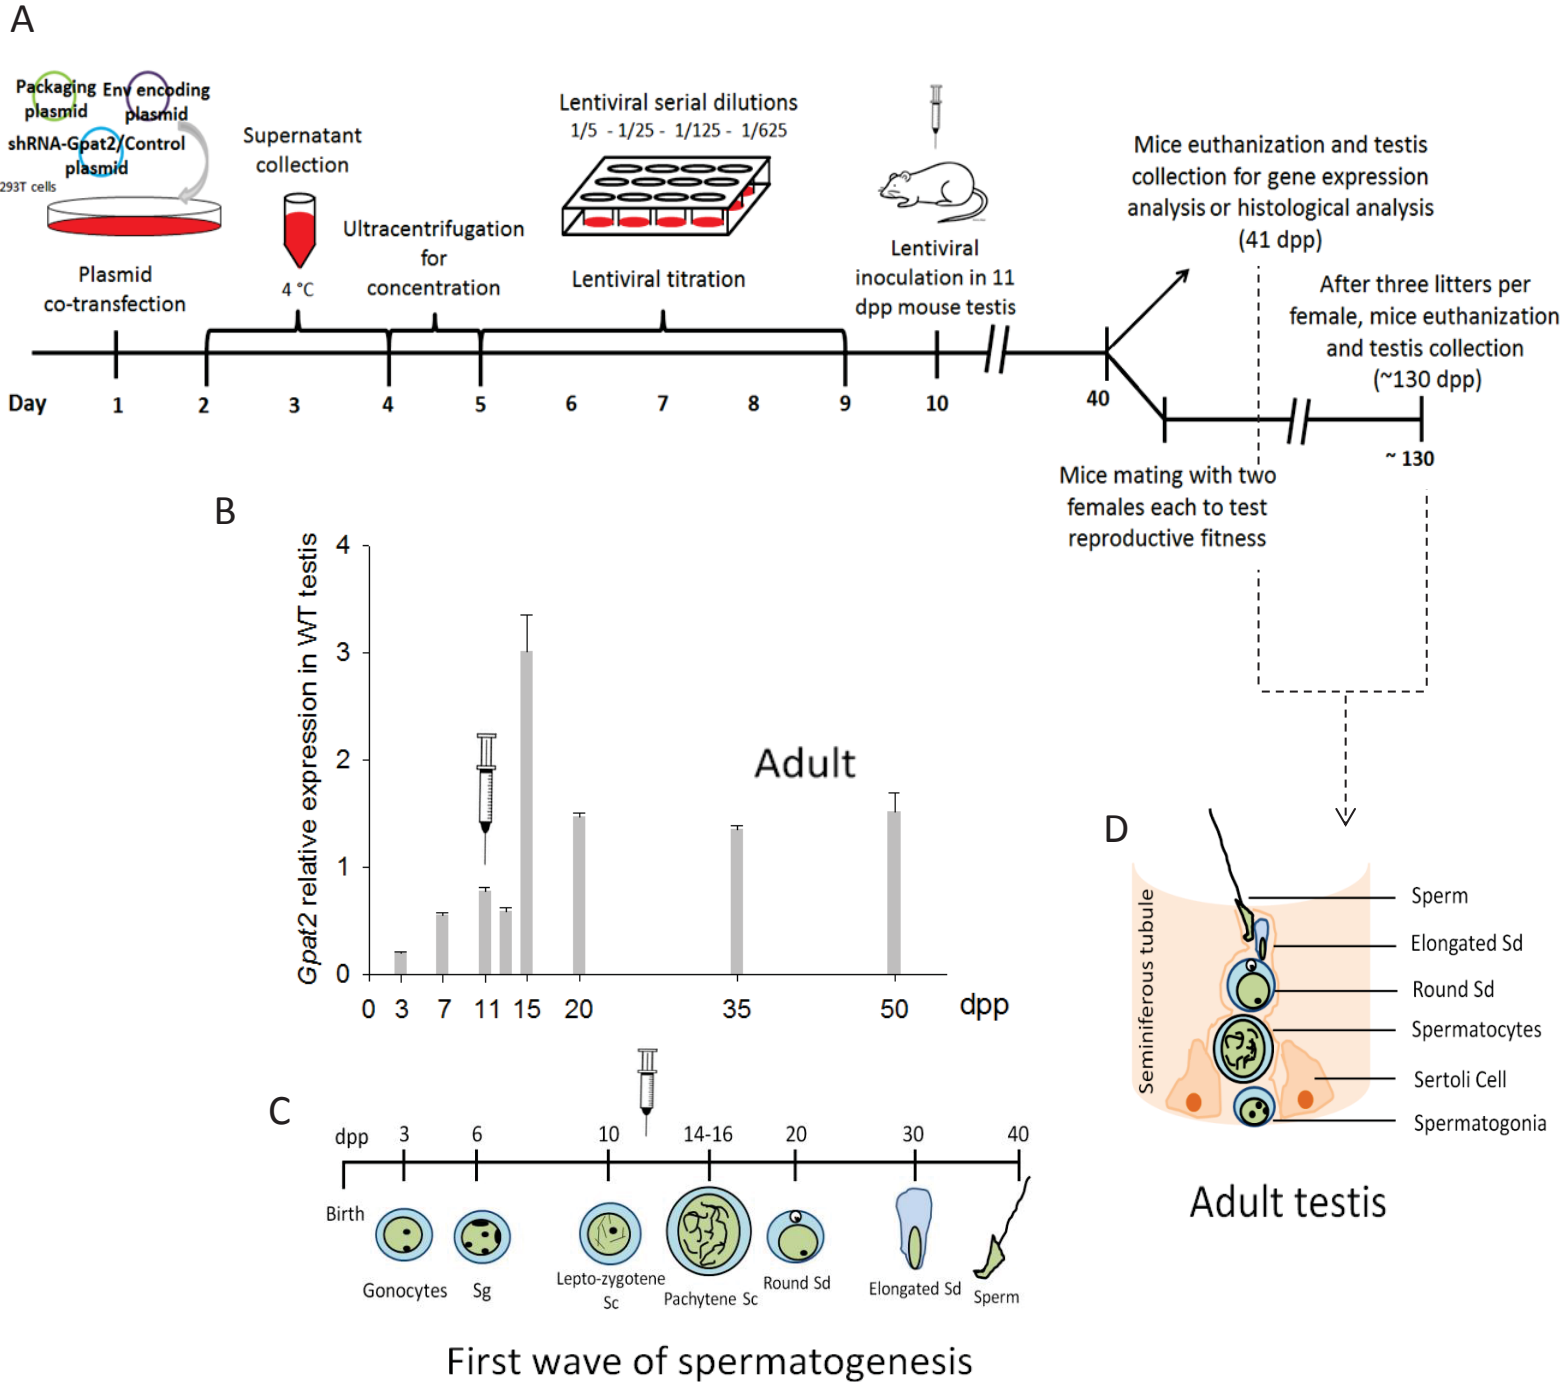 A
Packaging
plasmid
Env encoding
plasmid
shRNA-Gpat2/Control
plasmid
293T cells
Plasmid
co-transfection
Supernatant
collection
4 °C
Ultracentrifugation
for
concentration
Lentiviral serial dilutions
1/5 - 1/25 - 1/125 - 1/625
Lentiviral titration
Lentiviral
inoculation in 11
dpp mouse testis
Mice euthanization and testis
collection for gene expression
analysis or histological analysis
(41 dpp)
After three litters per
female, mice euthanization
and testis collection
(~130 dpp)
Day 1 2 3 4 5 6 7 8 9 10 40
~ 130
Mice mating with two
females each to test
reproductive fitness
B
Gpat2 relative expression in WT testis
4
3
2
1
0
Adult
0 3 7 11 15 20 35 50 dpp
C
dpp 3 6 10 14-16 20 30 40
Birth
Gonocytes
Sg
Lepto-zygotene
Sc
Pachytene Sc
Round Sd
Elongated Sd
Sperm
First wave of spermatogenesis
D
Seminiferous tubule
Sperm
Elongated Sd
Round Sd
Spermatocytes
Sertoli Cell
Spermatogonia
Adult testis